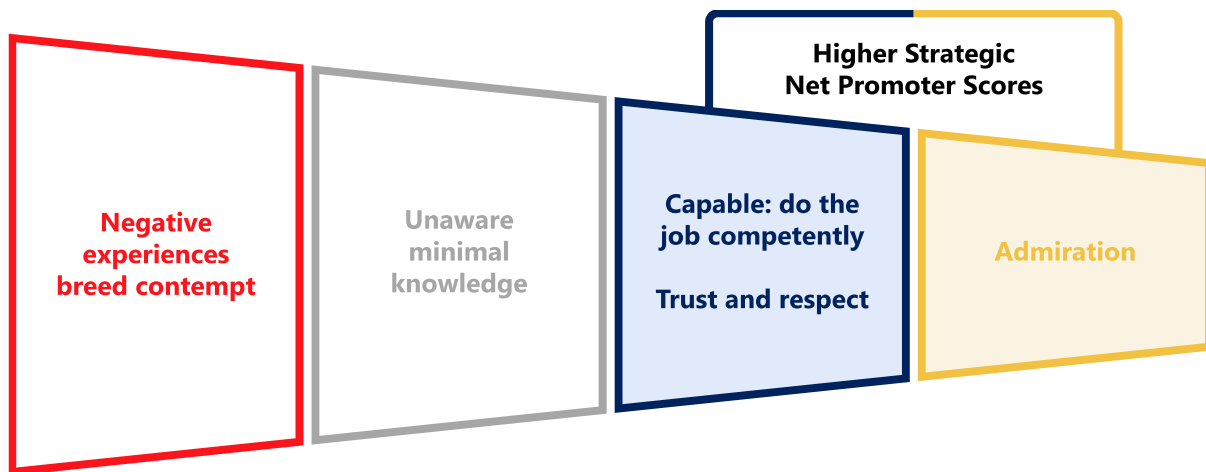 Higher Strategic
Net Promoter Scores
Negative
experiences
breed contempt
Unaware
minimal
knowledge
Capable: do the
job competently
Trust and respect
Admiration